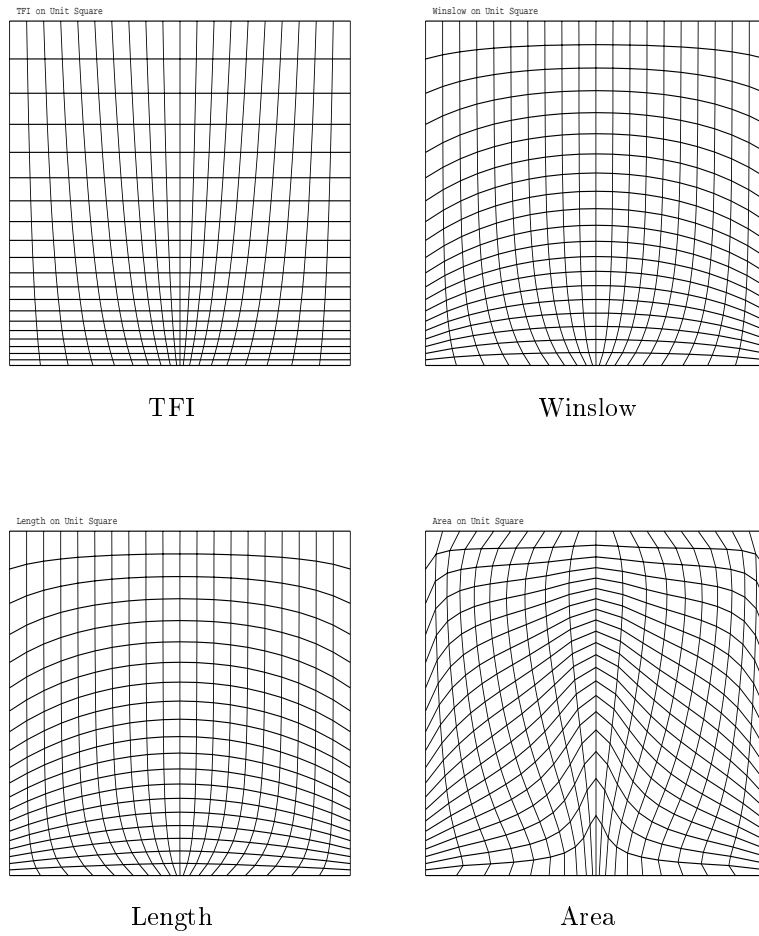 TFI on Unit Square
Winslow on Unit Square
TFI
Winslow
Length on Unit Square
Area on Unit Square
Length
Area